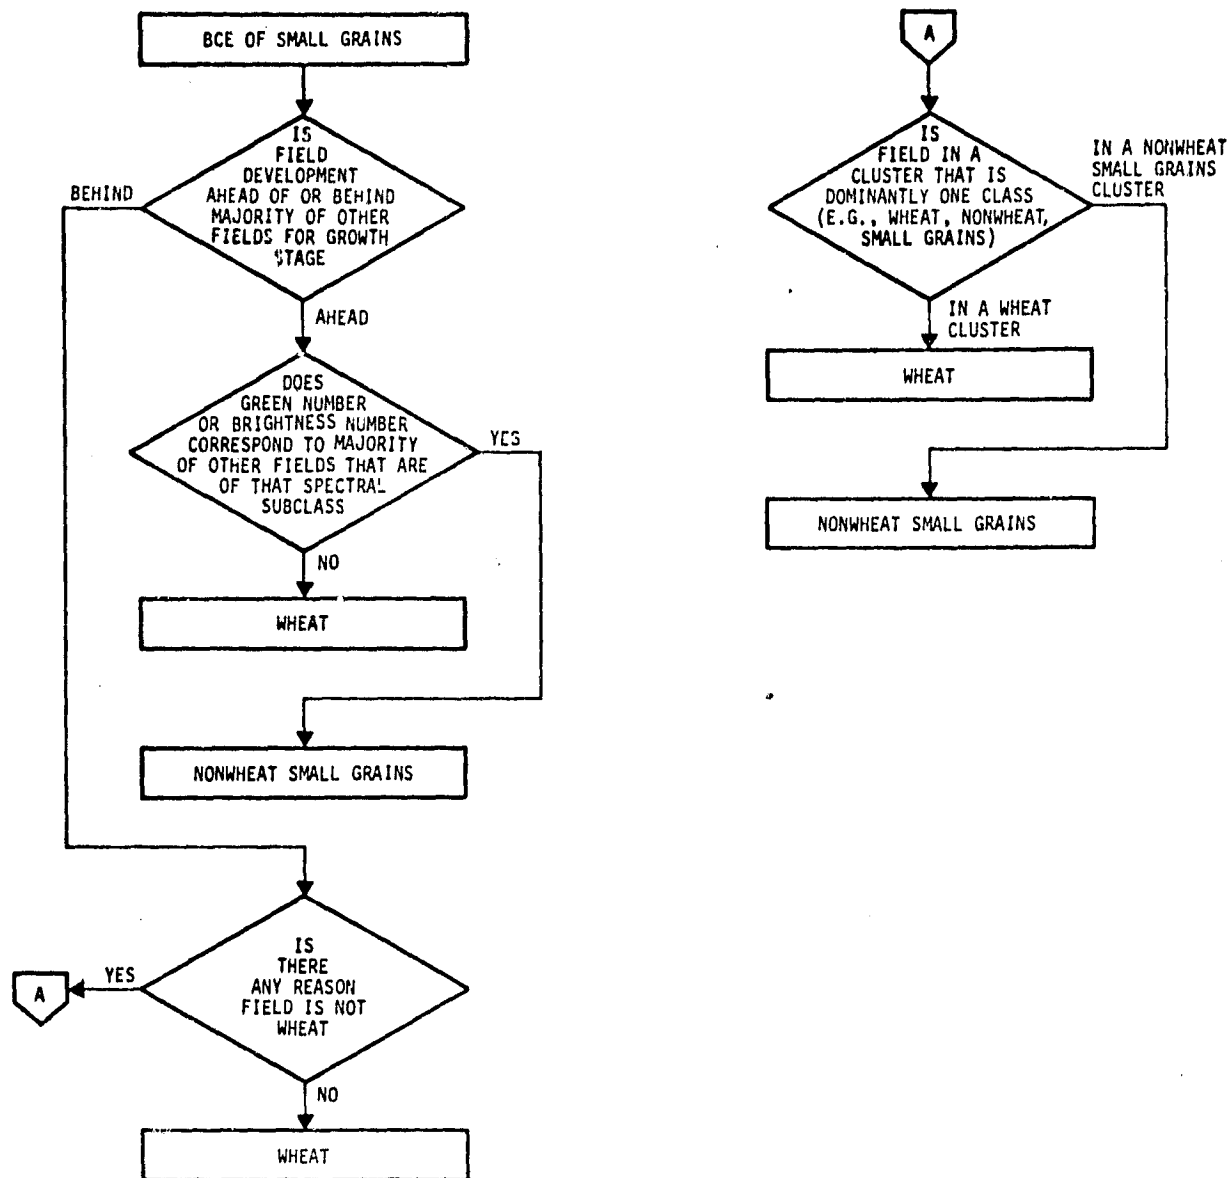 BCE OF SMALL GRAINS
IS
FIELD
DEVELOPMENT
AHEAD OF OR BEHIND
MAJORITY OF OTHER
FIELDS FOR GROWTH
STAGE
BEHIND
AHEAD
DOES
GREEN NUMBER
OR BRIGHTNESS NUMBER
CORRESPOND TO MAJORITY
OF OTHER FIELDS THAT ARE
OF THAT SPECTRAL
SUBCLASS
YES
NO
WHEAT
NONWHEAT SMALL GRAINS
IS
THERE
ANY REASON
FIELD IS NOT
WHEAT
YES
A
NO
WHEAT
A
IS
FIELD IN A
CLUSTER THAT IS
DOMINANTLY ONE CLASS
(E.G., WHEAT, NONWHEAT,
SMALL GRAINS)
IN A NONWHEAT
SMALL GRAINS
CLUSTER
IN A WHEAT
CLUSTER
WHEAT
NONWHEAT SMALL GRAINS